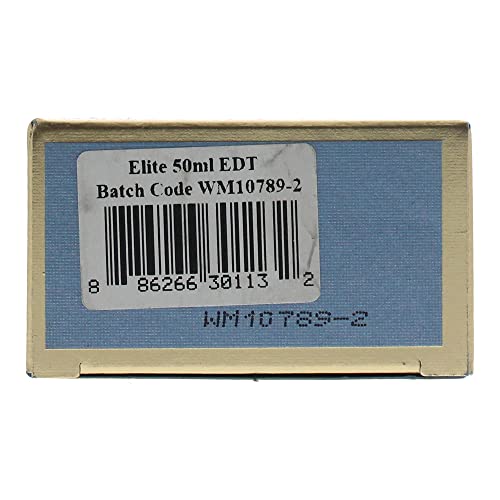 Elite 50ml EDT
Batch Code WM10789-2
8 86266 30113 2
WM10789-2